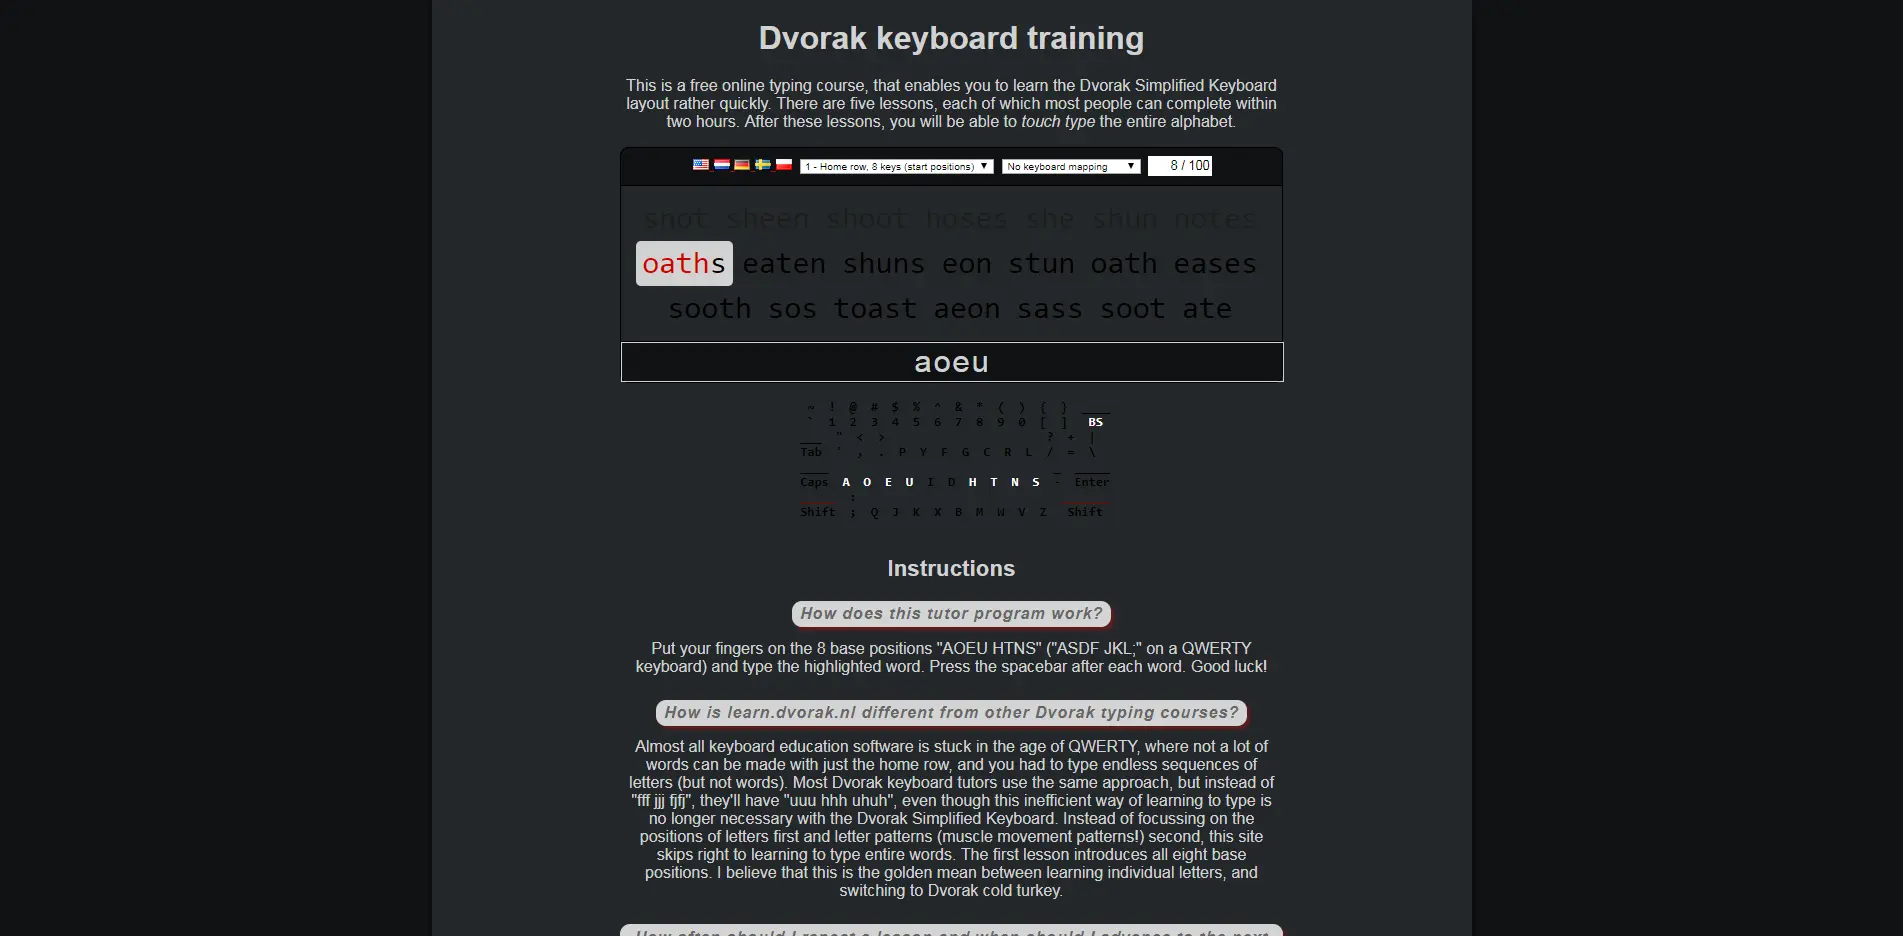 Dvorak keyboard training
This is a free online typing course, that enables you to learn the Dvorak Simplified Keyboard
layout rather quickly. There are five lessons, each of which most people can complete within
two hours. After these lessons, you will be able to touch type the entire alphabet.
1 - Home row, 8 keys (start positions) ▼ No keyboard mapping ▼ 8 / 100
shot sheen shoot hoses she shun notes
oaths eaten shuns eon stun oath eases
sooth sos toast aeon sass soot ate
aoeu
~ ! @ # $ % ^ & * ( ) { }
` 1 2 3 4 5 6 7 8 9 0 [ ] BS
" < > ? + |
Tab ' , . P Y F G C R L / = \
Caps A O E U I D H T N S - Enter
:
Shift ; Q J K X B M W V Z Shift
Instructions
How does this tutor program work?
Put your fingers on the 8 base positions "AOEU HTNS" ("ASDF JKL;" on a QWERTY
keyboard) and type the highlighted word. Press the spacebar after each word. Good luck!
How is learn.dvorak.nl different from other Dvorak typing courses?
Almost all keyboard education software is stuck in the age of QWERTY, where not a lot of
words can be made with just the home row, and you had to type endless sequences of
letters (but not words). Most Dvorak keyboard tutors use the same approach, but instead of
"fff jjj fjfj", they'll have "uuu hhh uhuh", even though this inefficient way of learning to type is
no longer necessary with the Dvorak Simplified Keyboard. Instead of focussing on the
positions of letters first and letter patterns (muscle movement patterns!) second, this site
skips right to learning to type entire words. The first lesson introduces all eight base
positions. I believe that this is the golden mean between learning individual letters, and
switching to Dvorak cold turkey.
How often should I repeat a lesson and when should I advance to the next